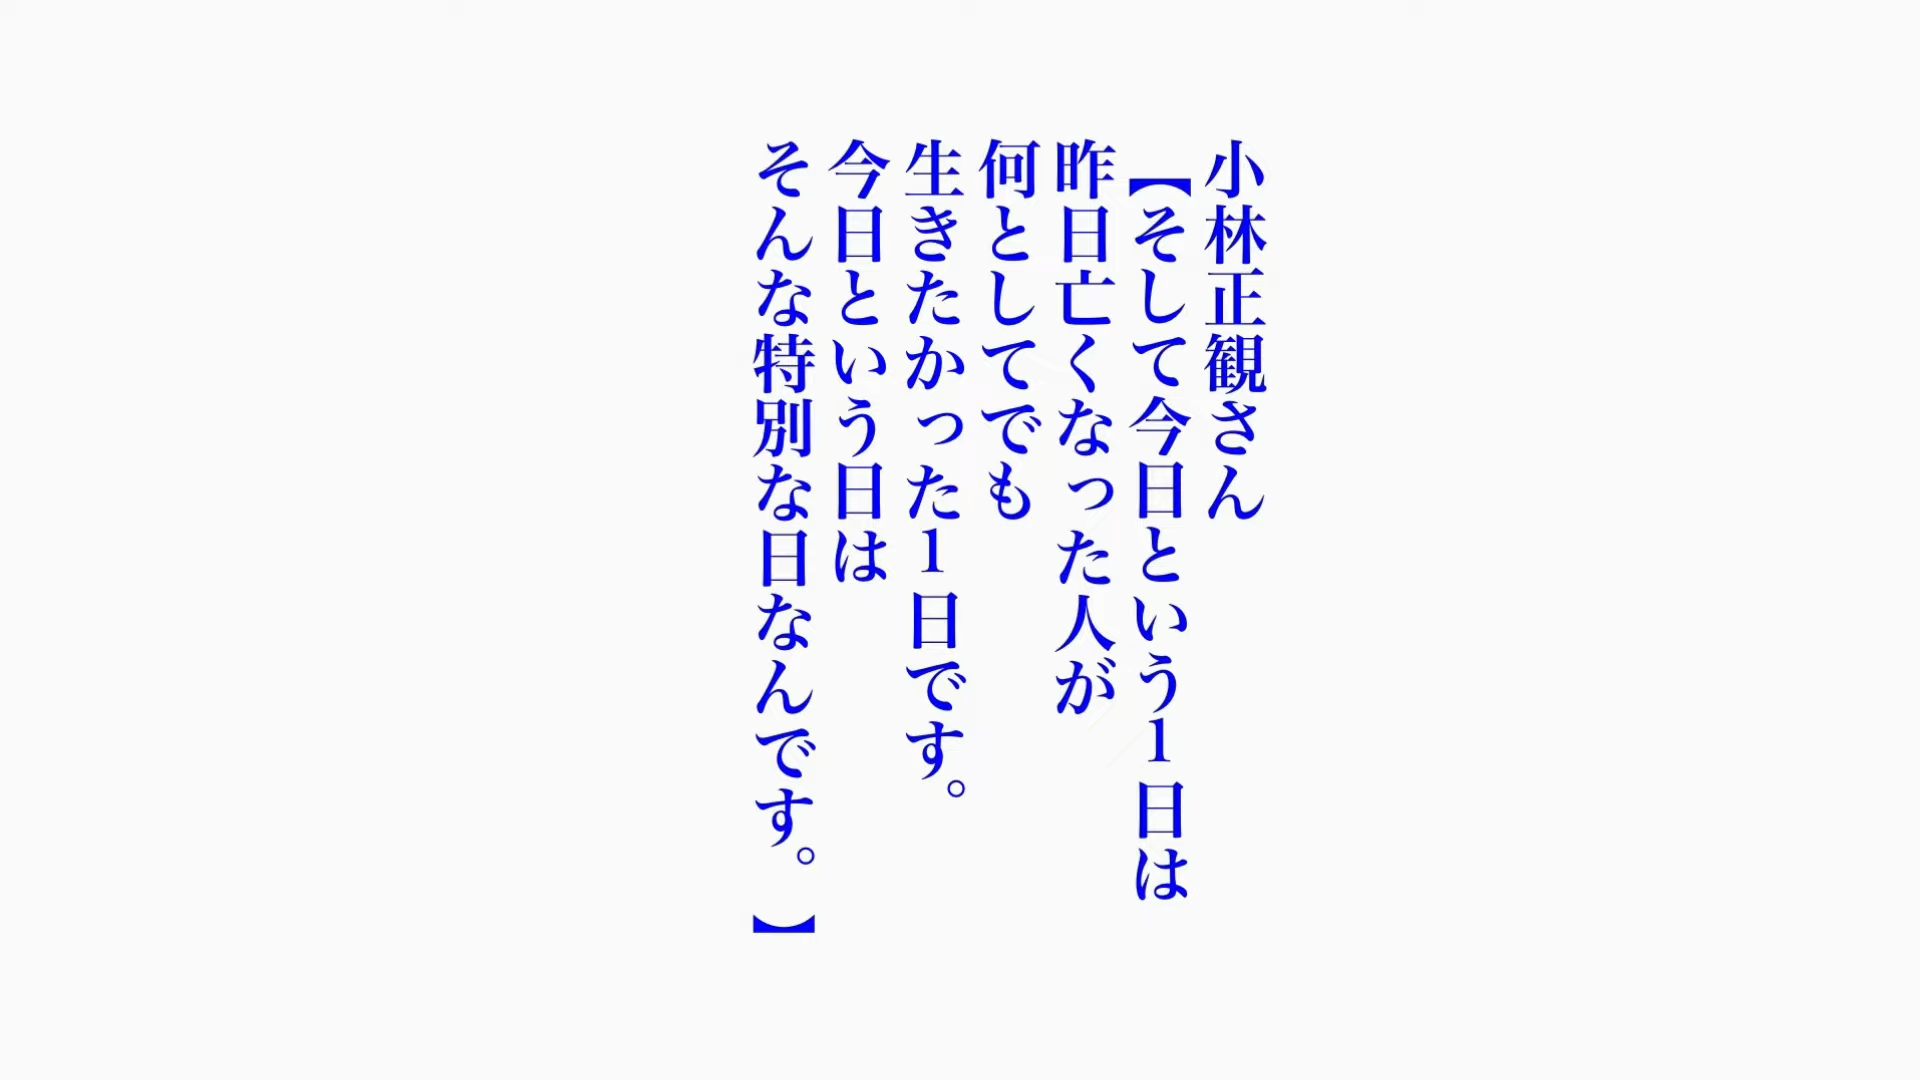 小林正観さん
【そして今日という1日は
昨日亡くなった人が
何としてでも
生きたかった1日です。
今日という日は
そんな特別な日なんです。】